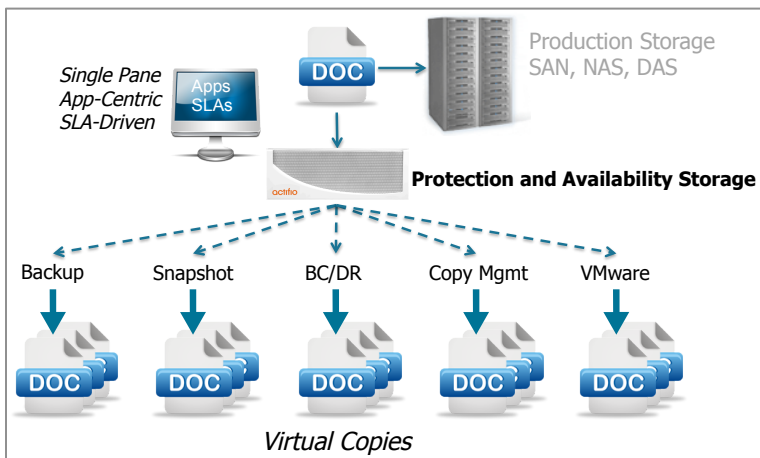 Single Pane
App-Centric
SLA-Driven
Apps
SLAs
DOC
Production Storage
SAN, NAS, DAS
actifio
Protection and Availability Storage
Backup
Snapshot
BC/DR
Copy Mgmt
VMware
DOC
DOC
DOC
DOC
DOC
Virtual Copies